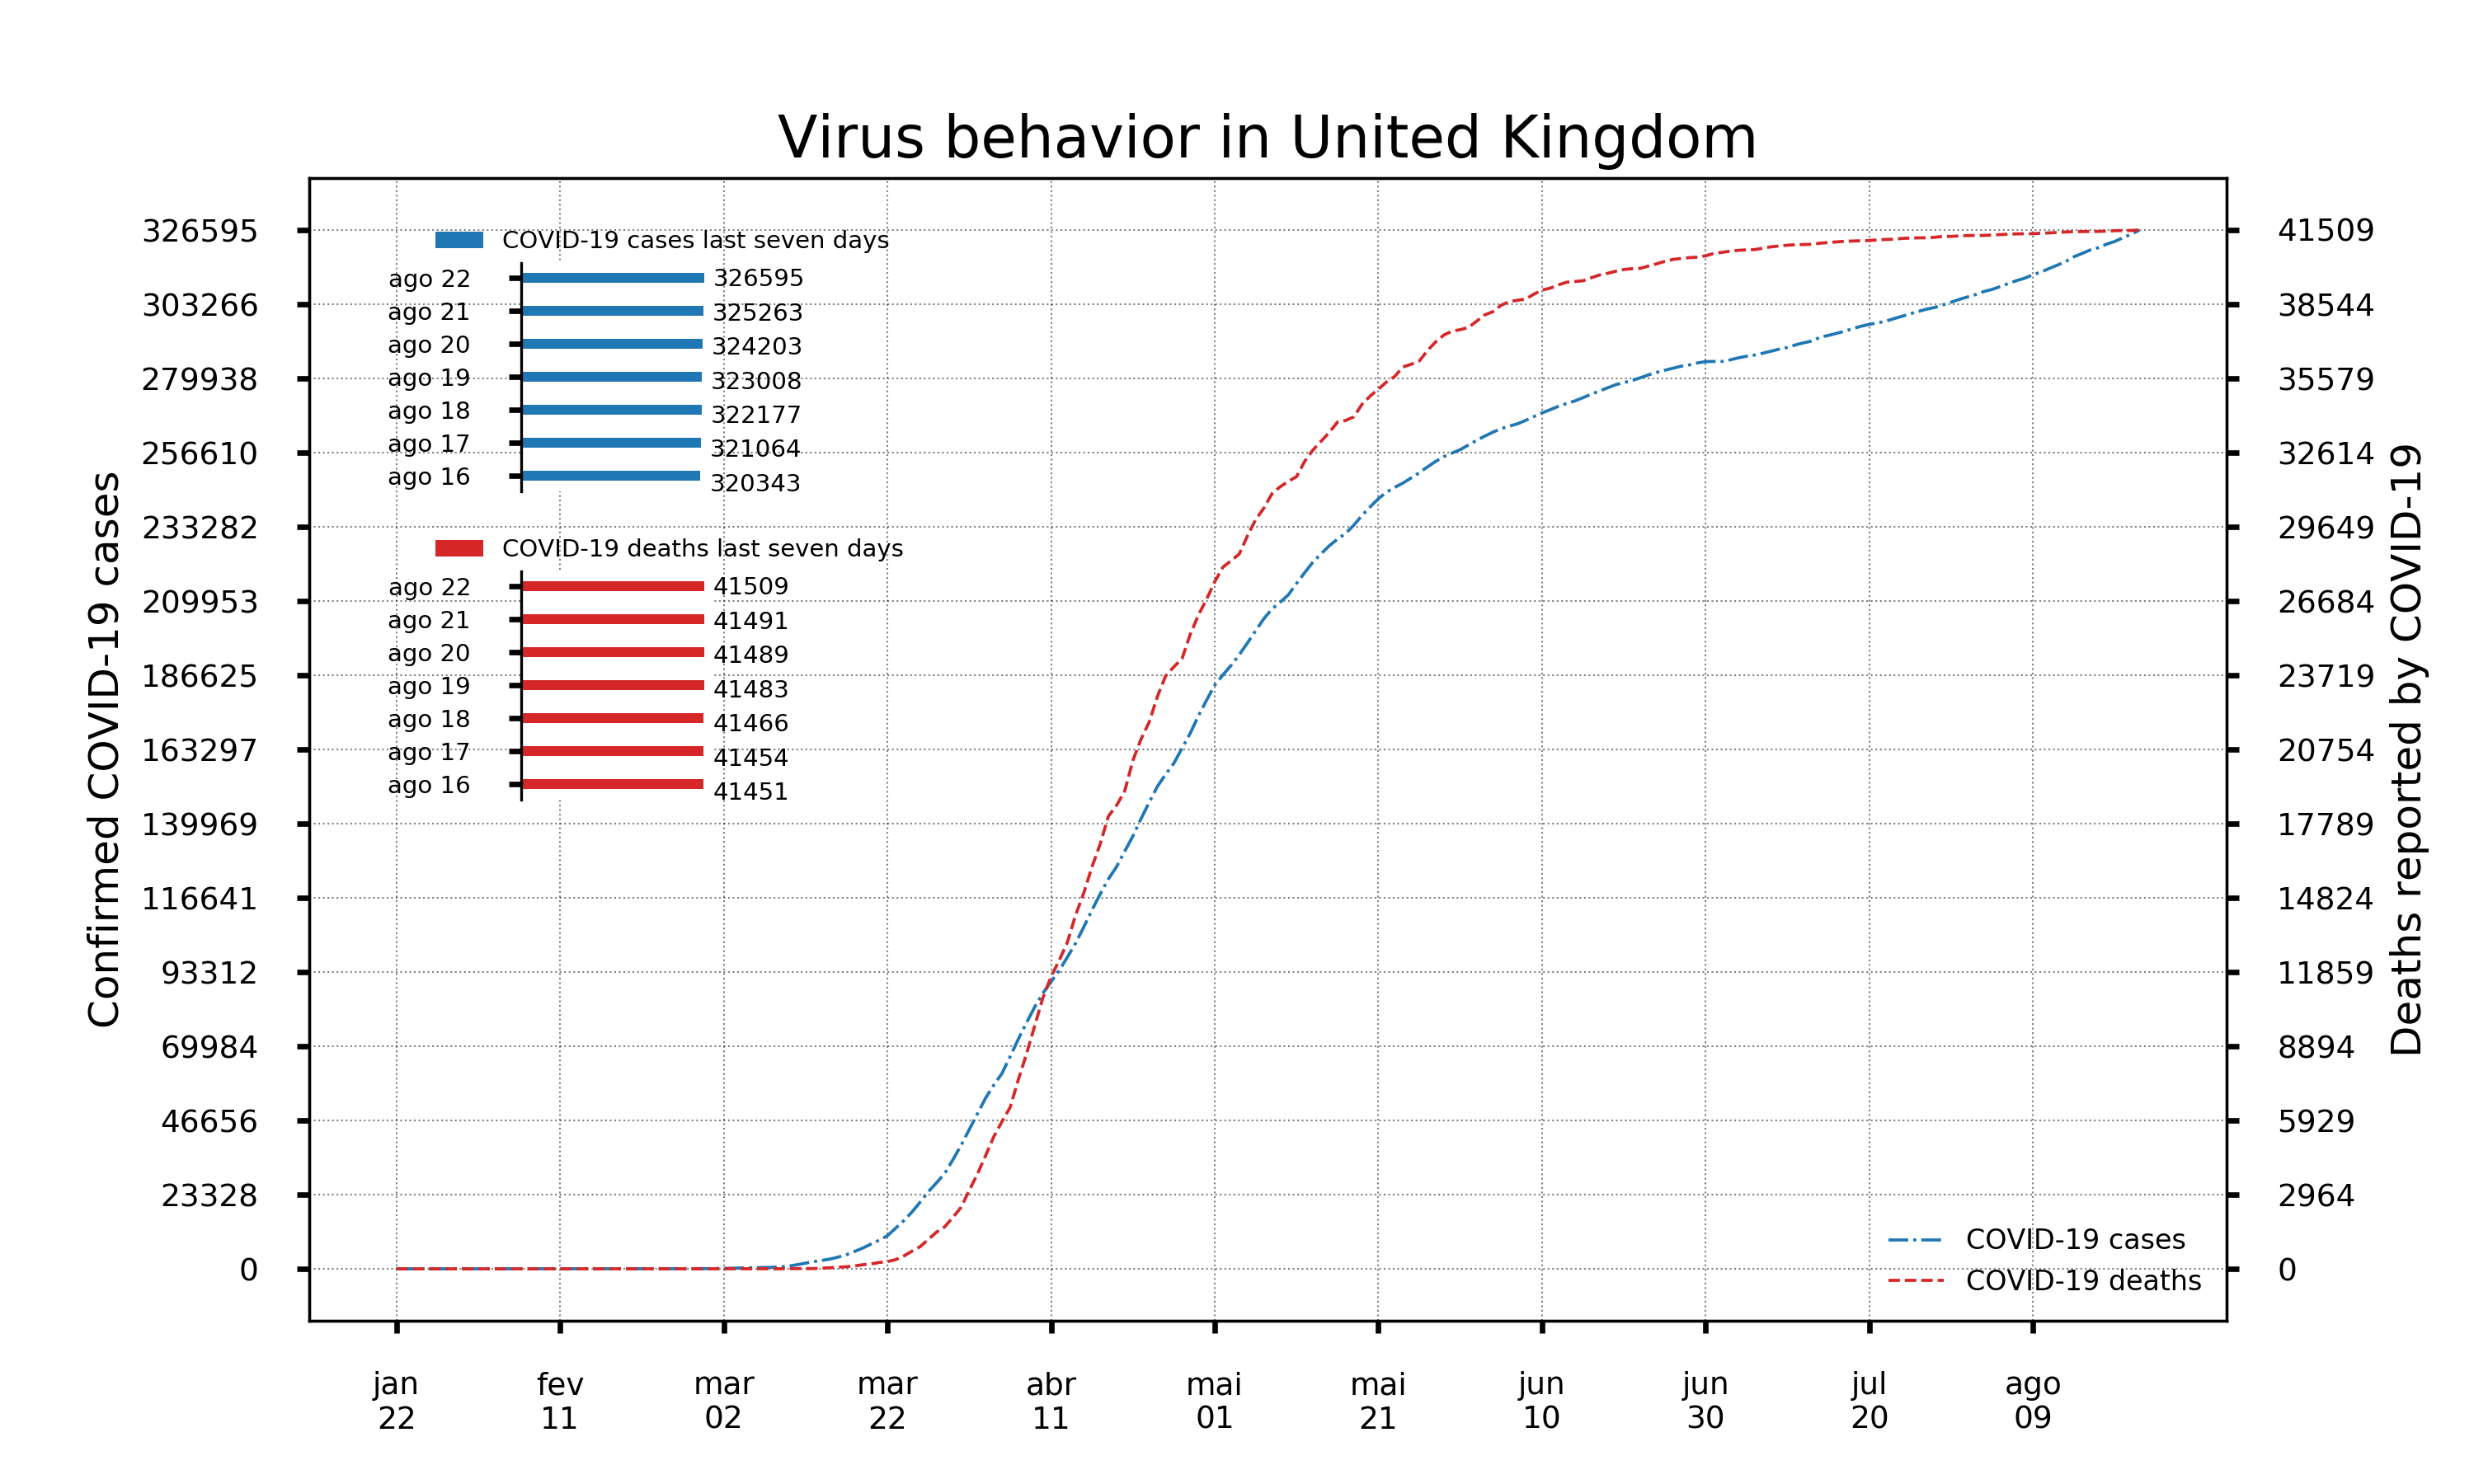 Virus behavior in United Kingdom
Confirmed COVID-19 cases
326595
303266
279938
256610
233282
209953
186625
163297
139969
116641
93312
69984
46656
23328
0
COVID-19 cases last seven days
ago 22 326595
ago 21 325263
ago 20 324203
ago 19 323008
ago 18 322177
ago 17 321064
ago 16 320343
COVID-19 deaths last seven days
ago 22 41509
ago 21 41491
ago 20 41489
ago 19 41483
ago 18 41466
ago 17 41454
ago 16 41451
41509
38544
35579
32614
29649
26684
23719
20754
17789
14824
11859
8894
5929
2964
0
Deaths reported by COVID-19
COVID-19 cases
COVID-19 deaths
jan fev mar mar abr mai mai jun jun jul ago
22 11 02 22 11 01 21 10 30 20 09